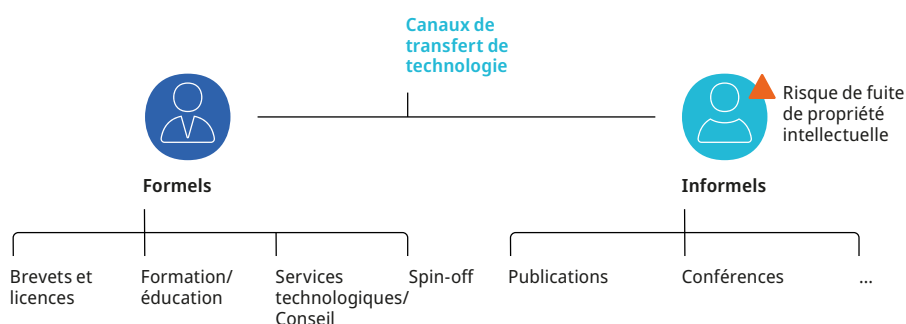 Canaux de
transfert de
technologie
Risque de fuite
de propriété
intellectuelle
Formels
Informels
Brevets et
licences
Formation/
éducation
Services
technologiques/
Conseil
Spin-off
Publications
Conférences
...